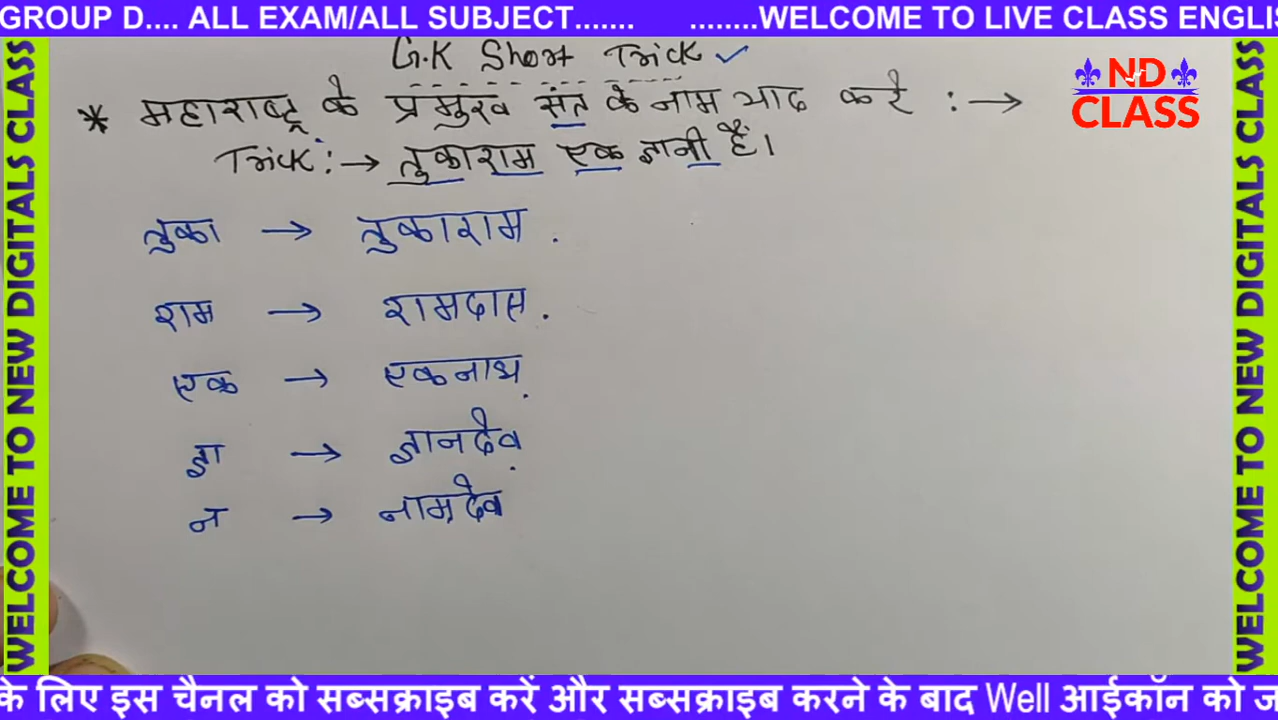 GROUP D.... ALL EXAM/ALL SUBJECT....... ........WELCOME TO LIVE CLASS ENGLIS
G.K Short Trick ✓
* महाराष्ट्र के प्रमुख संत के नाम याद करे :→
Trick :→ तुकाराम एक ज्ञानी हैं।
तुका → तुकाराम .
राम → रामदास .
एक → एकनाथ .
ज्ञा → ज्ञानदेव .
न → नामदेव
ND
CLASS
WELCOME TO NEW DIGITALS CLASS
WELCOME TO NEW DIGITALS CLASS
के लिए इस चैनल को सब्सक्राइब करें और सब्सक्राइब करने के बाद Well आईकॉन को ज